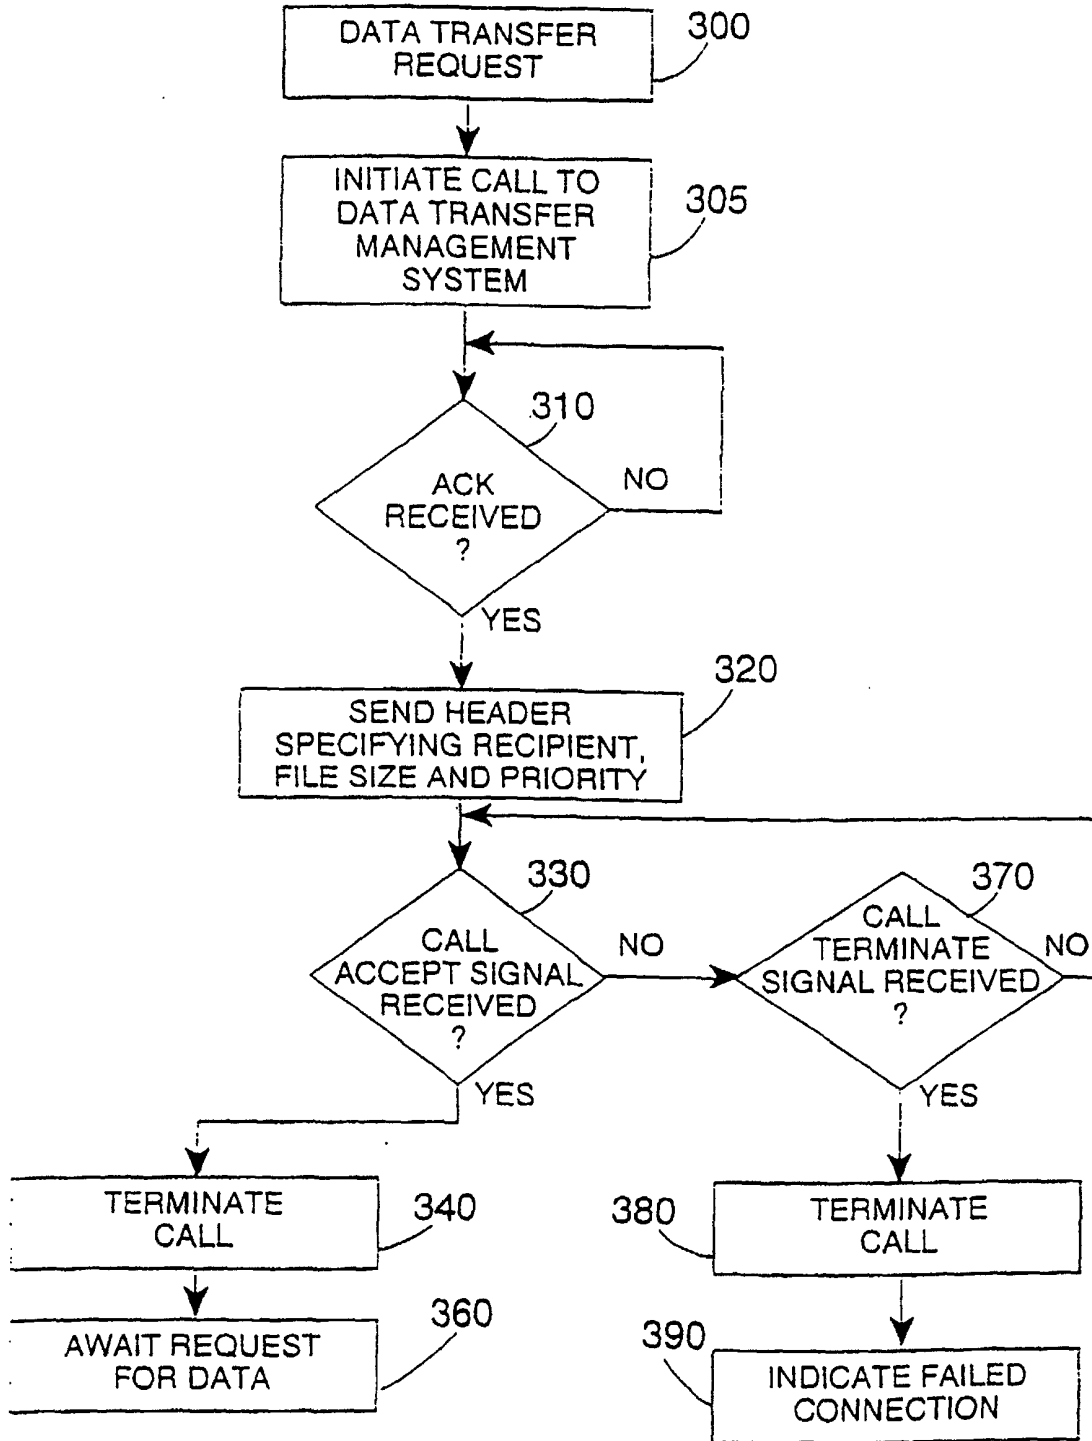 DATA TRANSFER
REQUEST
300
INITIATE CALL TO
DATA TRANSFER
MANAGEMENT
SYSTEM
305
310
ACK
RECEIVED
?
NO
YES
320
SEND HEADER
SPECIFYING RECIPIENT,
FILE SIZE AND PRIORITY
330
CALL
ACCEPT SIGNAL
RECEIVED
?
NO
YES
370
CALL
TERMINATE
SIGNAL RECEIVED
?
NO
YES
TERMINATE
CALL
340
380
TERMINATE
CALL
AWAIT REQUEST
FOR DATA
360
390
INDICATE FAILED
CONNECTION